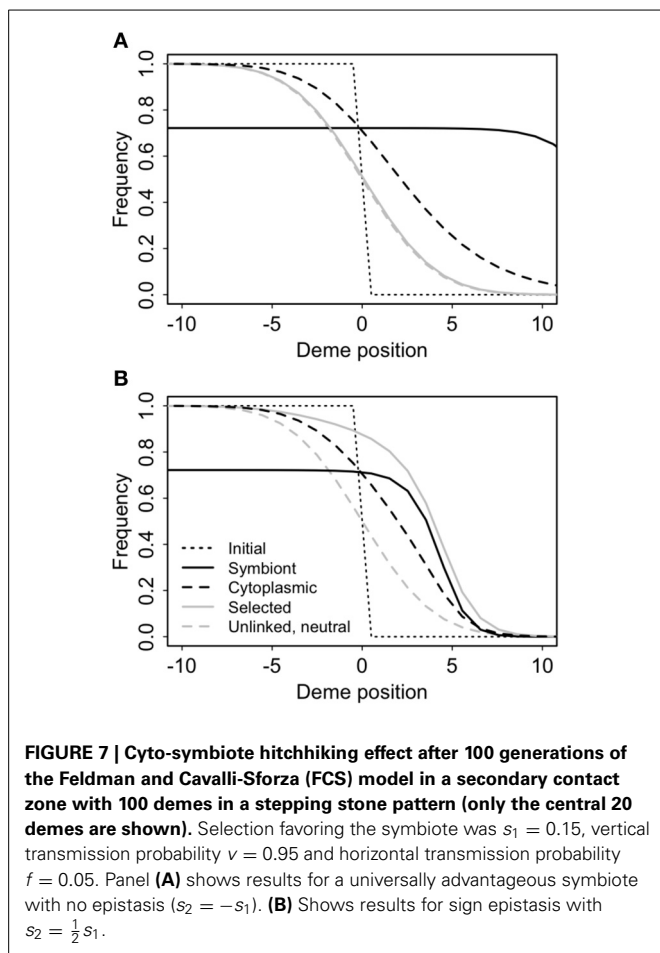 A
Frequency
1.0
0.8
0.6
0.4
0.2
0.0
-10 -5 0 5 10
Deme position
B
Frequency
1.0
0.8
0.6
0.4
0.2
0.0
Initial
Symbiont
Cytoplasmic
Selected
Unlinked, neutral
-10 -5 0 5 10
Deme position
FIGURE 7 | Cyto-symbiote hitchhiking effect after 100 generations of
the Feldman and Cavalli-Sforza (FCS) model in a secondary contact
zone with 100 demes in a stepping stone pattern (only the central 20
demes are shown). Selection favoring the symbiote was s₁ = 0.15, vertical
transmission probability v = 0.95 and horizontal transmission probability
f = 0.05. Panel (A) shows results for a universally advantageous symbiote
with no epistasis (s₂ = −s₁). (B) Shows results for sign epistasis with
s₂ = ½s₁.